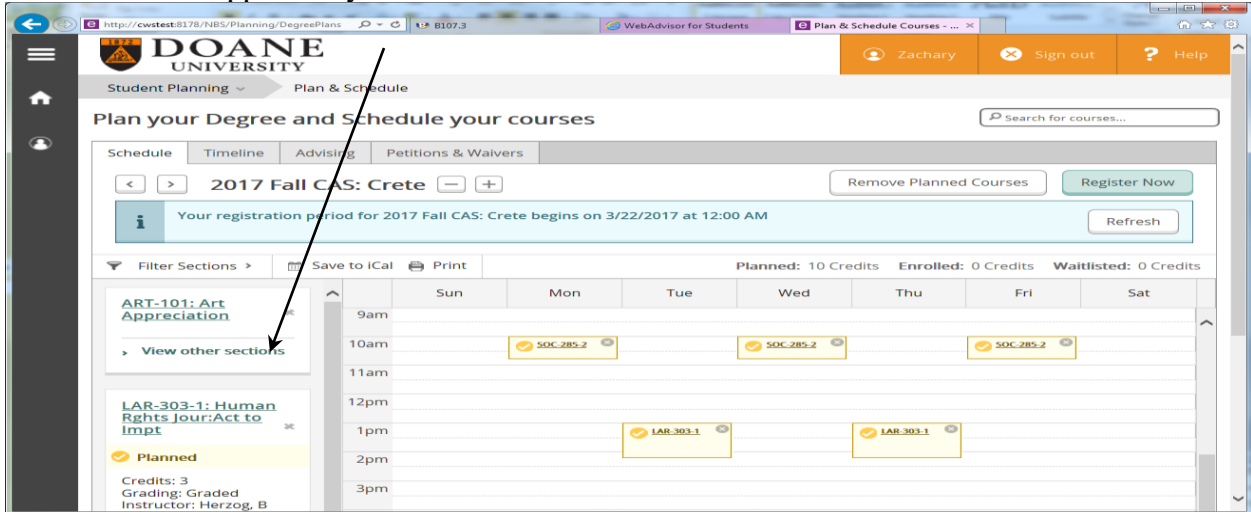 http://cwstest:8178/NBS/Planning/DegreePlans
B107.3
WebAdvisor for Students
Plan & Schedule Courses - ...
1872
DOANE
UNIVERSITY
Zachary
Sign out
? Help
Student Planning
Plan & Schedule
Plan your Degree and Schedule your courses
Search for courses...
Schedule Timeline Advising Petitions & Waivers
< > 2017 Fall CAS: Crete − +
Remove Planned Courses
Register Now
i Your registration period for 2017 Fall CAS: Crete begins on 3/22/2017 at 12:00 AM
Refresh
Filter Sections >
Save to iCal
Print
Planned: 10 Credits Enrolled: 0 Credits Waitlisted: 0 Credits
ART-101: Art
Appreciation
> View other sections
LAR-303-1: Human
Rghts Jour:Act to
Impt
Planned
Credits: 3
Grading: Graded
Instructor: Herzog, B
Sun Mon Tue Wed Thu Fri Sat
9am
10am SOC-285-2 SOC-285-2 SOC-285-2
11am
12pm
1pm LAR-303-1 LAR-303-1
2pm
3pm